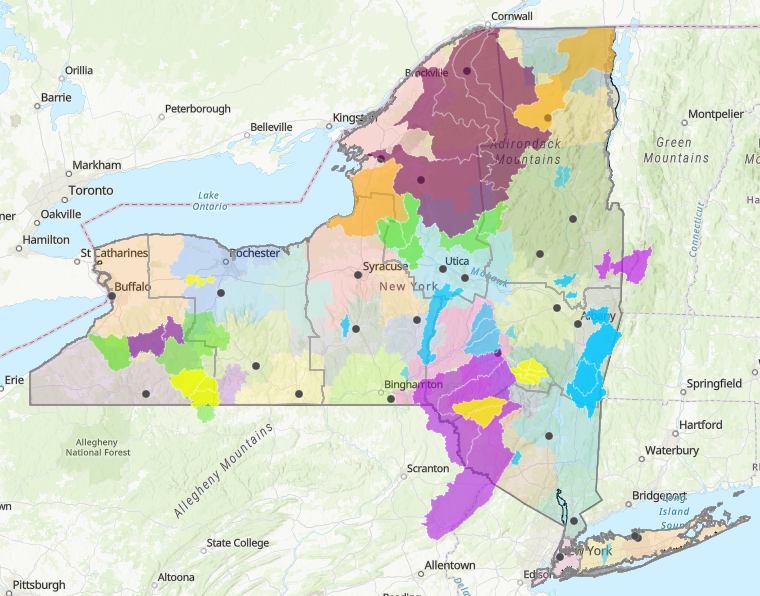 Cornwall
Orillia
Brockville
Barrie
Peterborough
Montpelier
Kingston
Belleville
Green
Mountains
Adirondack
Mountains
Markham
Toronto
Lake
Ontario
Oakville
Connecticut
Hamilton
St Catharines
Rochester
Syracuse
Utica
Mohawk
Buffalo
New York
Albany
Erie
Binghamton
Springfield
Allegheny
National Forest
Hartford
Allegheny Mountains
Waterbury
Scranton
Bridgeport
Long
Island
Sound
State College
New York
Allentown
Altoona
Edison
Pittsburgh